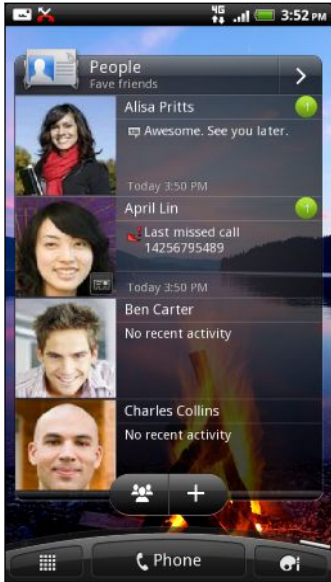 4G
3:52 PM
People
Fave friends
Alisa Pritts
1
Awesome. See you later.
Today 3:50 PM
April Lin
1
Last missed call
14256795489
Today 3:50 PM
Ben Carter
No recent activity
Charles Collins
No recent activity
+
Phone